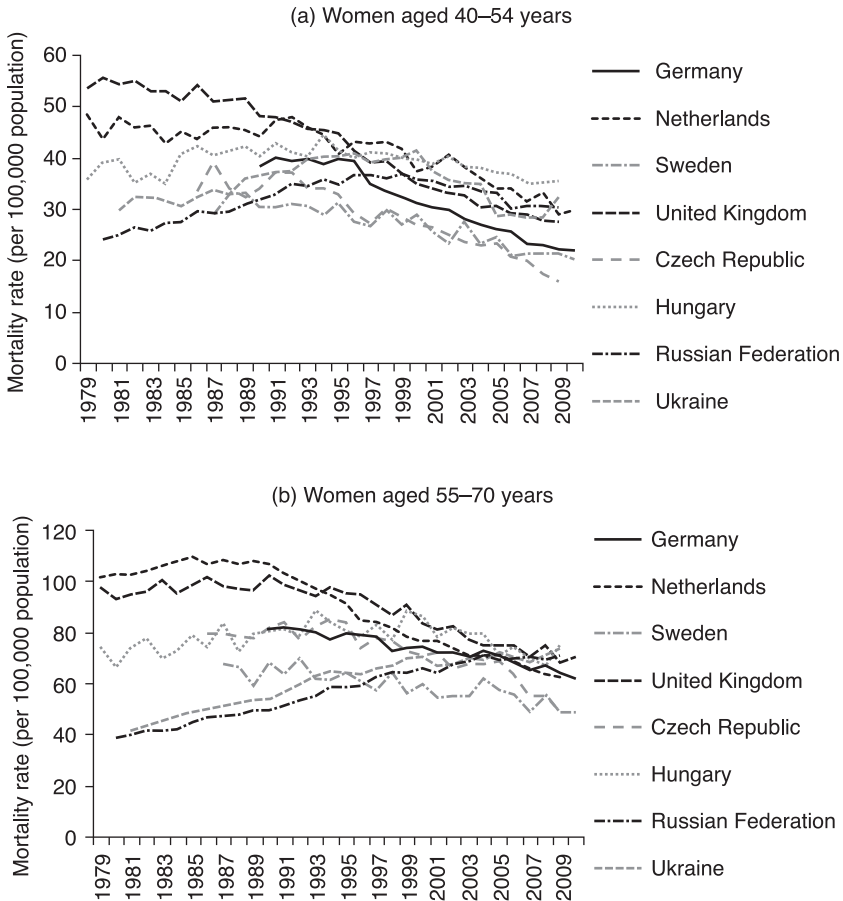 (a) Women aged 40–54 years
Mortality rate (per 100,000 population)
60
50
40
30
20
10
0
1979
1981
1983
1985
1987
1989
1991
1993
1995
1997
1999
2001
2003
2005
2007
2009
Germany
Netherlands
Sweden
United Kingdom
Czech Republic
Hungary
Russian Federation
Ukraine
(b) Women aged 55–70 years
Mortality rate (per 100,000 population)
120
100
80
60
40
20
0
1979
1981
1983
1985
1987
1989
1991
1993
1995
1997
1999
2001
2003
2005
2007
2009
Germany
Netherlands
Sweden
United Kingdom
Czech Republic
Hungary
Russian Federation
Ukraine